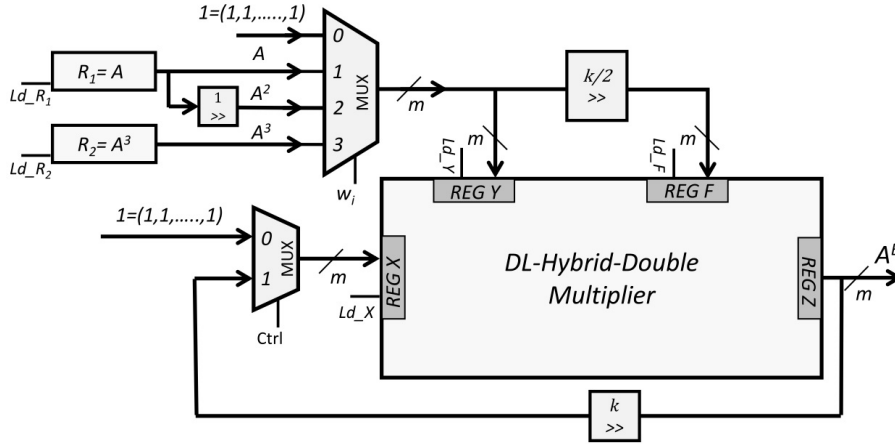 1=(1,1,.....,1)
R1= A
Ld_R1
A
1
>>
A2
R2= A3
Ld_R2
A3
0
1
2
3
MUX
wi
m
k/2
>>
m
Ld_Y
m
Ld_F
REG Y
REG F
1=(1,1,.....,1)
0
1
MUX
Ctrl
m
Ld_X
REG X
DL-Hybrid-Double
Multiplier
REG Z
m
k
>>